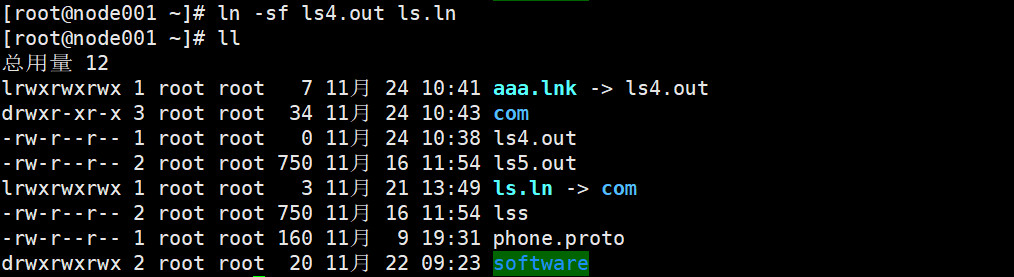 [root@node001 ~]# ln -sf ls4.out ls.ln
[root@node001 ~]# ll
总用量 12
lrwxrwxrwx 1 root root   7 11月 24 10:41 aaa.lnk -> ls4.out
drwxr-xr-x 3 root root  34 11月 24 10:43 com
-rw-r--r-- 1 root root   0 11月 24 10:38 ls4.out
-rw-r--r-- 2 root root 750 11月 16 11:54 ls5.out
lrwxrwxrwx 1 root root   3 11月 21 13:49 ls.ln -> com
-rw-r--r-- 2 root root 750 11月 16 11:54 lss
-rw-r--r-- 1 root root 160 11月  9 19:31 phone.proto
drwxrwxrwx 2 root root  20 11月 22 09:23 software